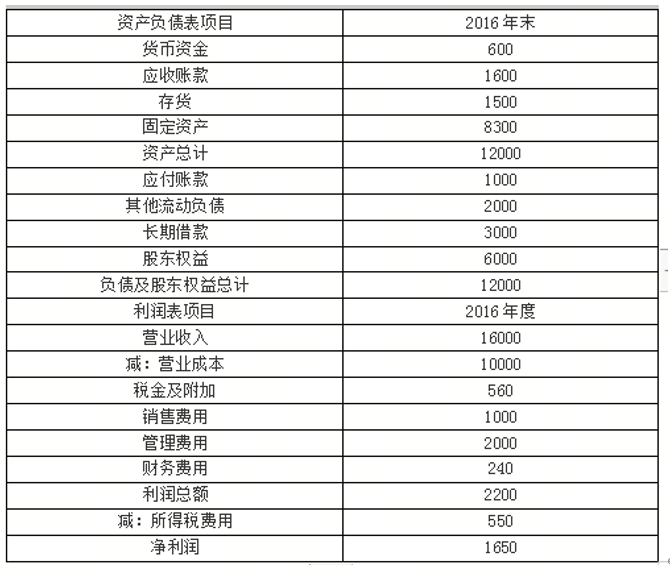 资产负债表项目 2016 年末
货币资金 600
应收账款 1600
存货 1500
固定资产 8300
资产总计 12000
应付账款 1000
其他流动负债 2000
长期借款 3000
股东权益 6000
负债及股东权益总计 12000
利润表项目 2016 年度
营业收入 16000
减：营业成本 10000
税金及附加 560
销售费用 1000
管理费用 2000
财务费用 240
利润总额 2200
减：所得税费用 550
净利润 1650